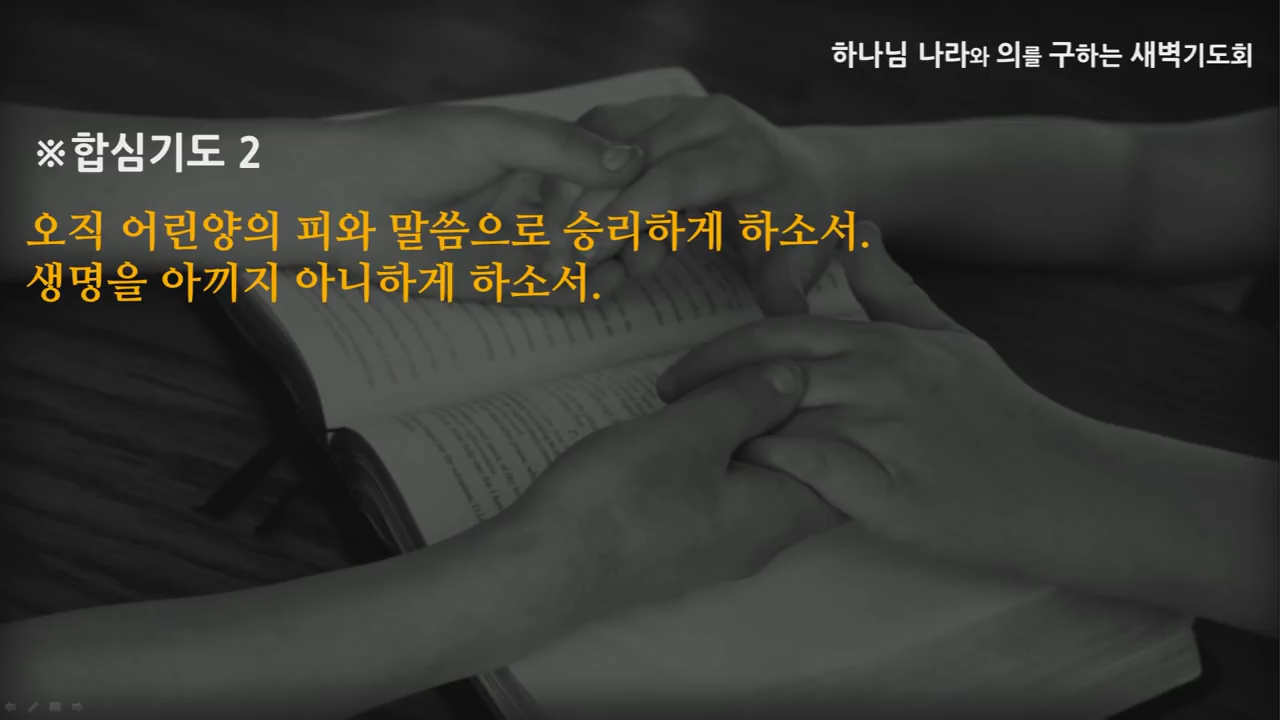 하나님 나라와 의를 구하는 새벽기도회
※합심기도 2
오직 어린양의 피와 말씀으로 승리하게 하소서.
생명을 아끼지 아니하게 하소서.